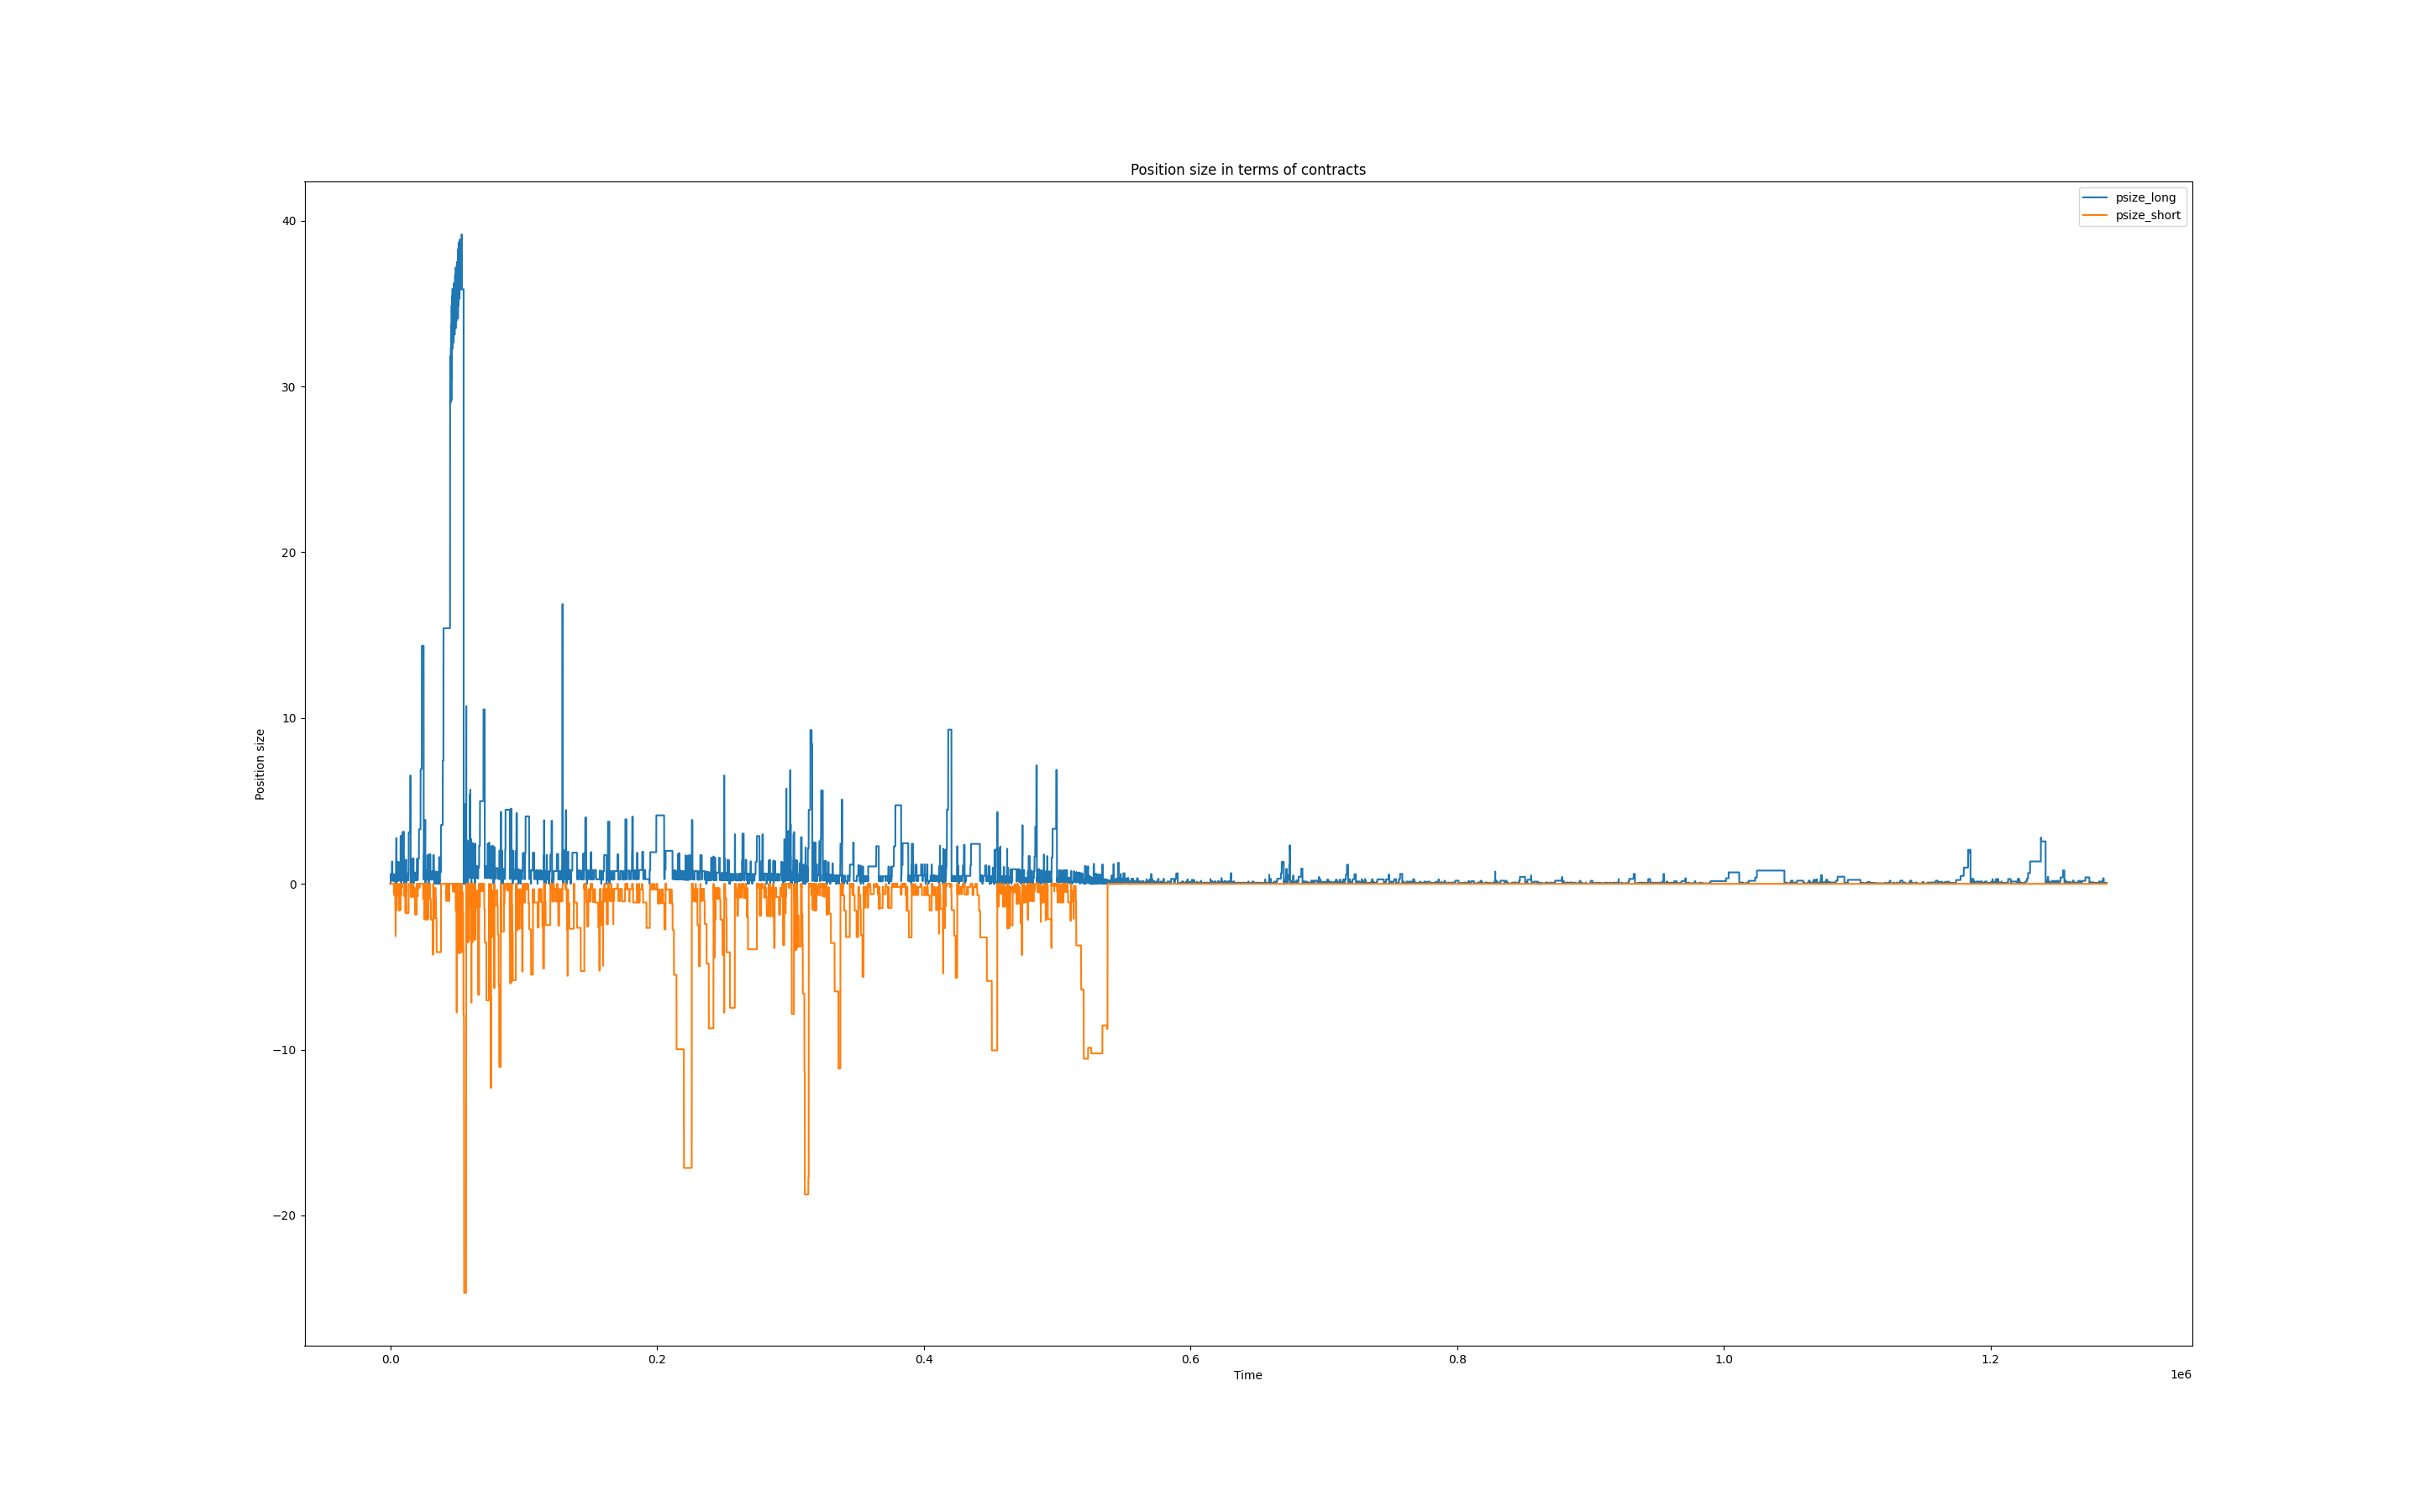 Position size in terms of contracts
psize_long
psize_short
40
30
20
10
0
−10
−20
Position size
0.0 0.2 0.4 0.6 0.8 1.0 1.2
Time
1e6